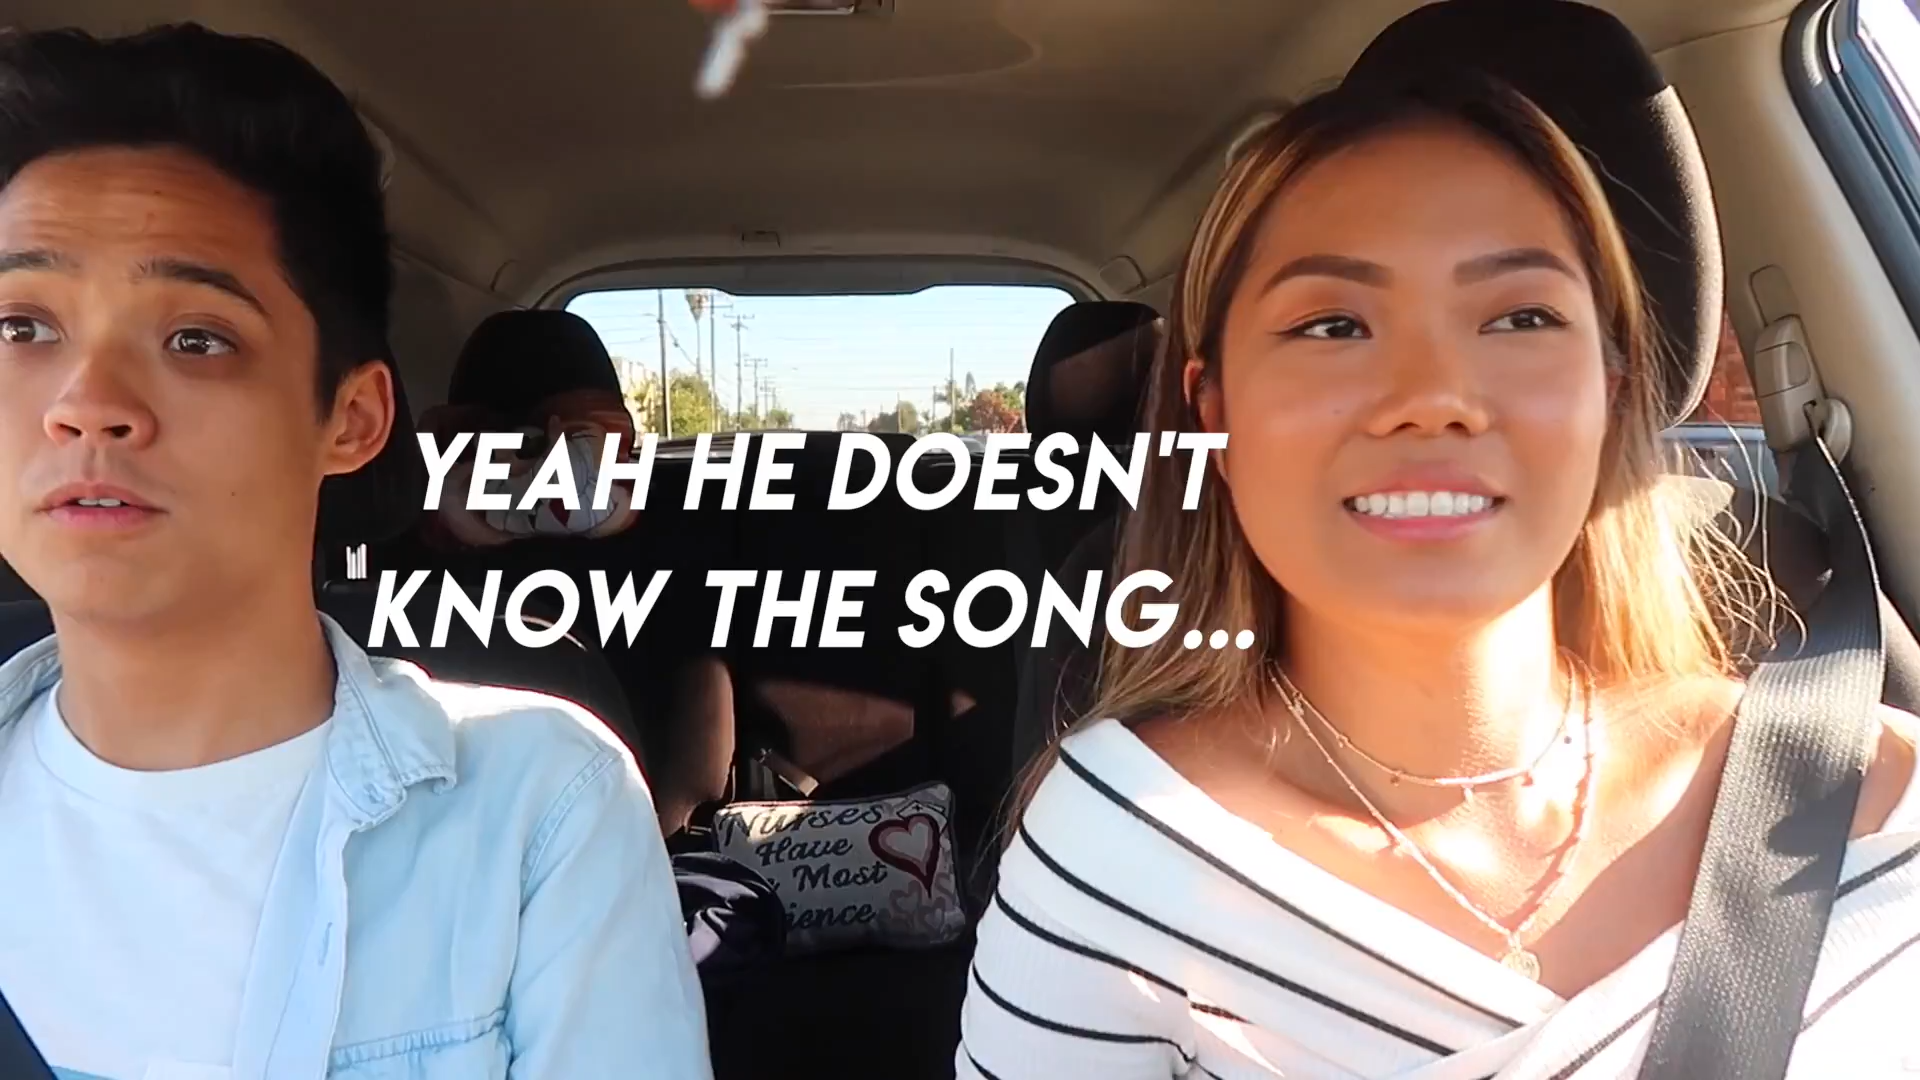 YEAH HE DOESN'T
KNOW THE SONG...
Nurses
Have
Most